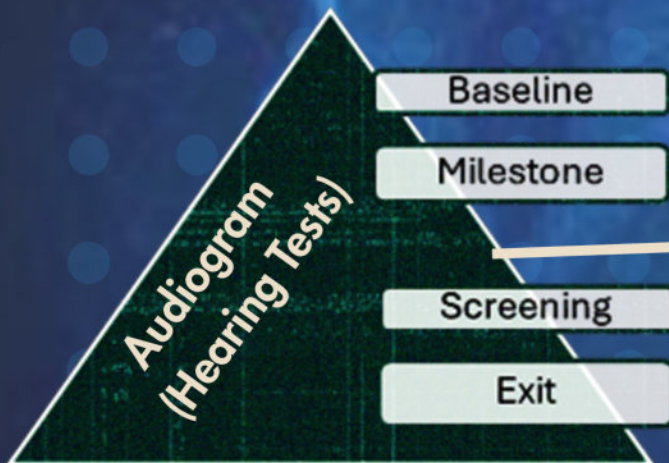 Baseline
Milestone
Audiogram
(Hearing Tests)
Screening
Exit